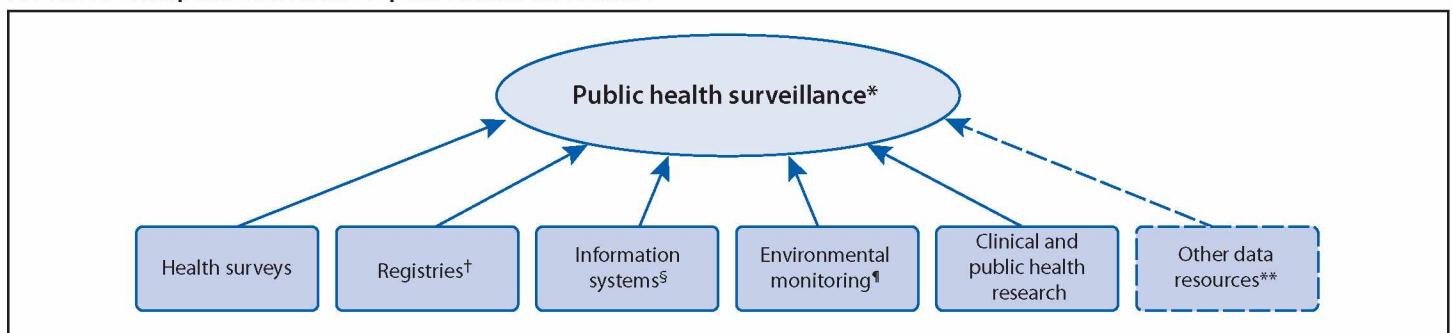 Public health surveillance*
Health surveys
Registries†
Information
systems§
Environmental
monitoring¶
Clinical and
public health
research
Other data
resources**